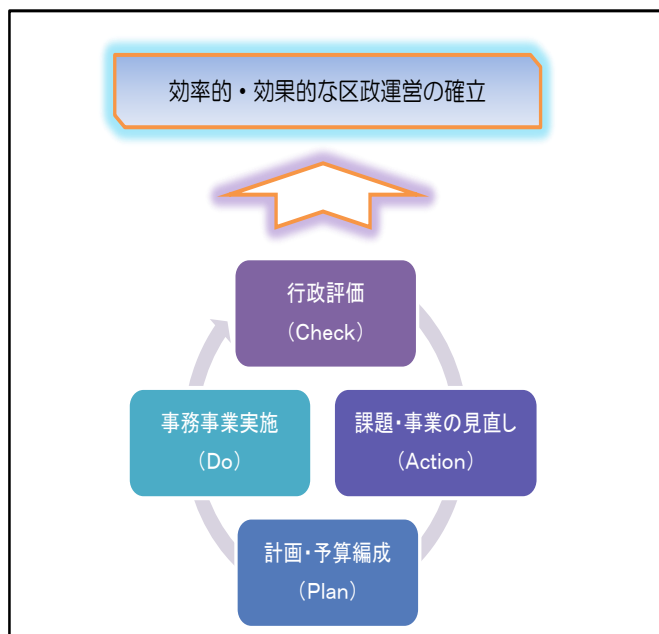 効率的・効果的な区政運営の確立
行政評価
（Check）
事務事業実施
（Do）
課題・事業の見直し
（Action）
計画・予算編成
（Plan）